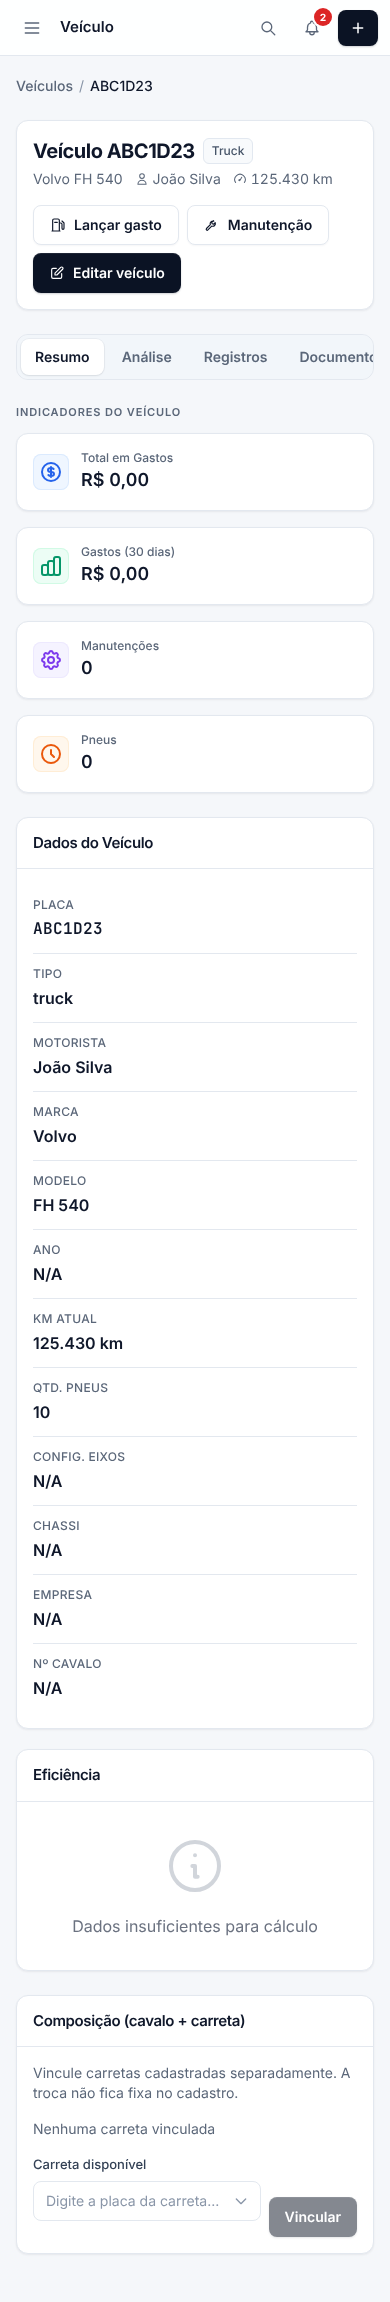 Veículo
2
Veículos / ABC1D23
Veículo ABC1D23 Truck
Volvo FH 540 João Silva 125.430 km
Lançar gasto Manutenção
Editar veículo
Resumo Análise Registros Documento
INDICADORES DO VEÍCULO
Total em Gastos
R$ 0,00
Gastos (30 dias)
R$ 0,00
Manutenções
0
Pneus
0
Dados do Veículo
PLACA
ABC1D23
TIPO
truck
MOTORISTA
João Silva
MARCA
Volvo
MODELO
FH 540
ANO
N/A
KM ATUAL
125.430 km
QTD. PNEUS
10
CONFIG. EIXOS
N/A
CHASSI
N/A
EMPRESA
N/A
Nº CAVALO
N/A
Eficiência
Dados insuficientes para cálculo
Composição (cavalo + carreta)
Vincule carretas cadastradas separadamente. A
troca não fica fixa no cadastro.
Nenhuma carreta vinculada
Carreta disponível
Digite a placa da carreta...
Vincular